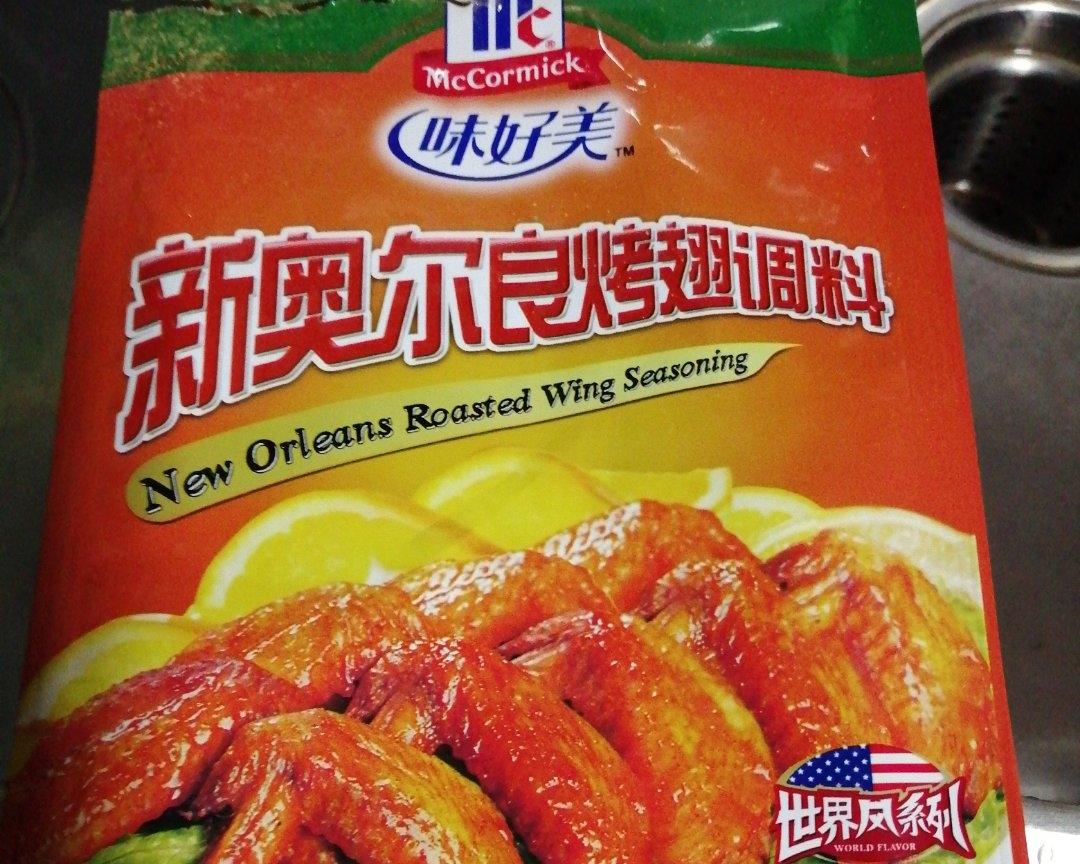 Mc®
McCormick
味好美™
新奥尔良烤翅调料
New Orleans Roasted Wing Seasoning
世界风系列
WORLD FLAVOR